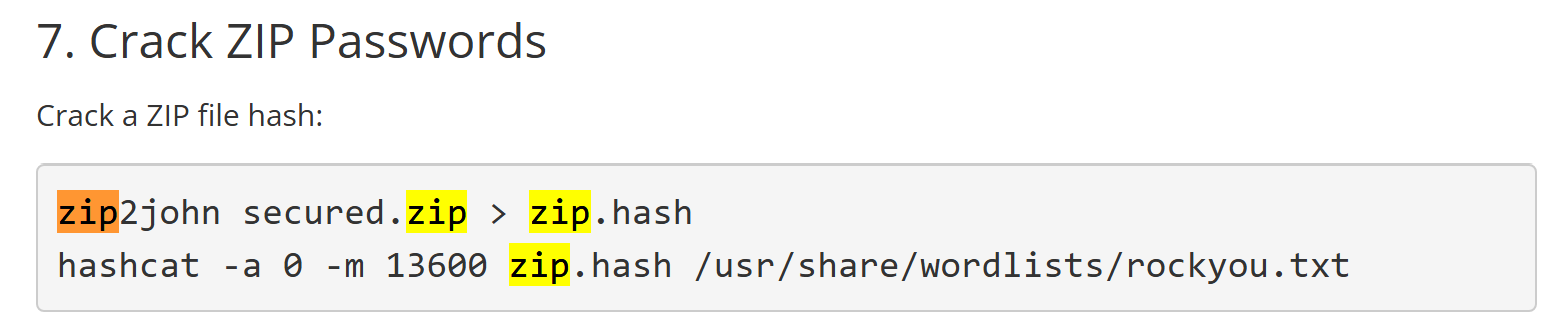 7. Crack ZIP Passwords
Crack a ZIP file hash:
zip2john secured.zip > zip.hash
hashcat -a 0 -m 13600 zip.hash /usr/share/wordlists/rockyou.txt